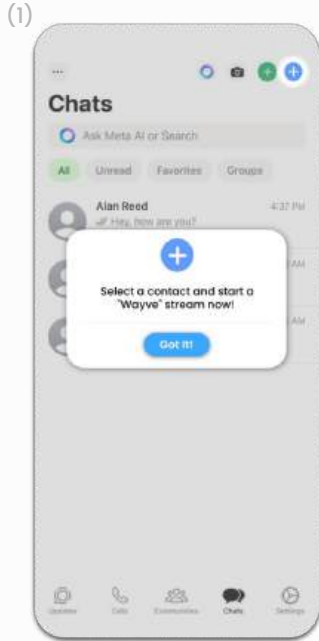 (1)
Chats
Ask Meta AI or Search
All Unread Favorites Groups
Alan Reed 4:37 PM
Hey, how are you?
AM
AM
Select a contact and start a
"Wayve" stream now!
Got it!
Updates Calls Communities Chats Settings